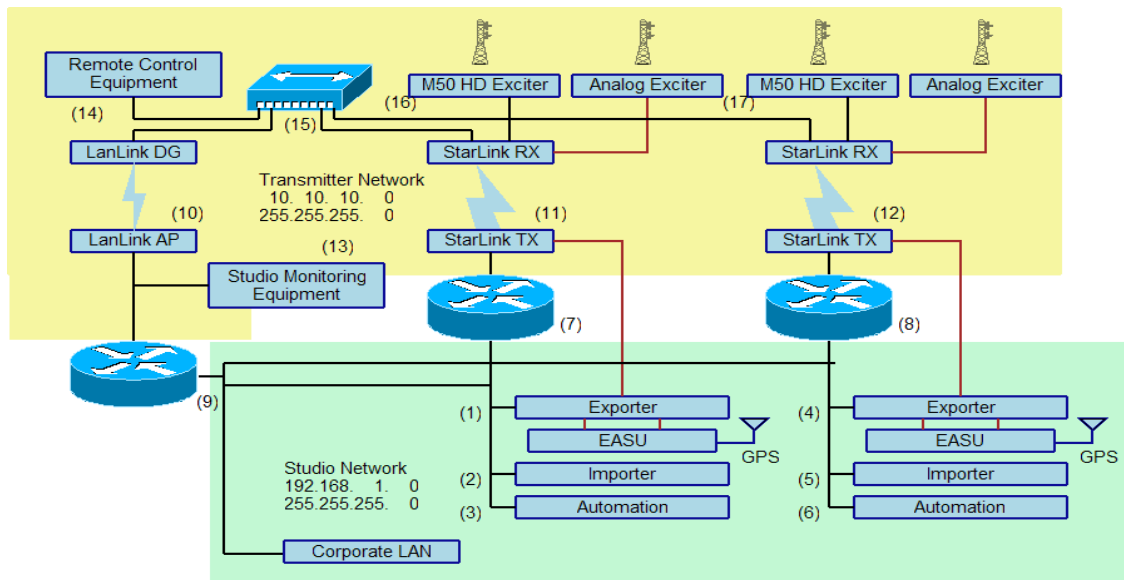 Remote Control
Equipment
M50 HD Exciter
Analog Exciter
M50 HD Exciter
Analog Exciter
(14)
(15)
(16)
(17)
LanLink DG
StarLink RX
StarLink RX
Transmitter Network
10. 10. 10. 0
255.255.255. 0
(10)
(11)
(12)
LanLink AP
(13)
StarLink TX
StarLink TX
Studio Monitoring
Equipment
(7)
(8)
(9)
(1)
Exporter
(4)
Exporter
EASU
GPS
EASU
GPS
Studio Network
192.168. 1. 0
255.255.255. 0
(2)
Importer
(5)
Importer
(3)
Automation
(6)
Automation
Corporate LAN